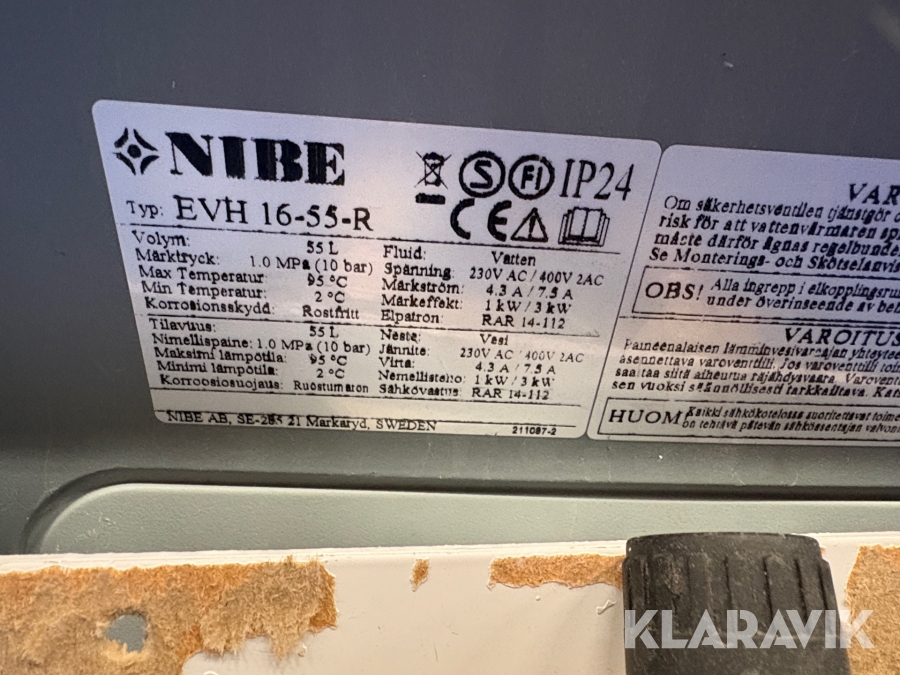 NIBE
IP24
Typ: EVH 16-55-R
CE
Volym: 55 L
Märktryck: 1.0 MPa (10 bar)
Max Temperatur: 95 °C
Min Temperatur: 2 °C
Korrosionsskydd: Rostfritt
Fluid: Vatten
Spänning: 230V AC / 400V 2AC
Märkström: 4.3 A / 7.5 A
Märkeffekt: 1 kW / 3 kW
Elpatron: RAR 14-112
Tilavuus: 55 L
Nimellispaine: 1.0 MPa (10 bar)
Maksimi lämpötila: 95 °C
Minimi lämpötila: 2 °C
Korroosiosuojaus: Ruostumaton
Neste: Vesi
Jännite: 230V AC / 400V 2AC
Virta: 4.3 A / 7.5 A
Nemellisteho: 1 kW / 3 kW
Sähkövastus: RAR 14-112
NIBE AB, SE-285 21 Markaryd, SWEDEN
211087-2
VAR
Om säkerhetsventilen tjänstgör
risk för att vattenvärmaren
måste därför ägnas regelbunden
Se Monterings- och Skötselanvis
OBS! Alla ingrepp i elkopplingsru
under överinseende av beh
VAROITUS
Paineenalaisen lämminvesivaraajan yhteytee
asennettava varoventtiili. Jos varoventtiili
saattaa siitä aiheutua räjähdysvaara. Varoventti
sen vuoksi säännöllisesti tarkkailtava. Kats
HUOM Kaikki sähkökotelossa suoritettavat toime
on tehtävä pätevän sähköasentajan valvon
KLARAVIK